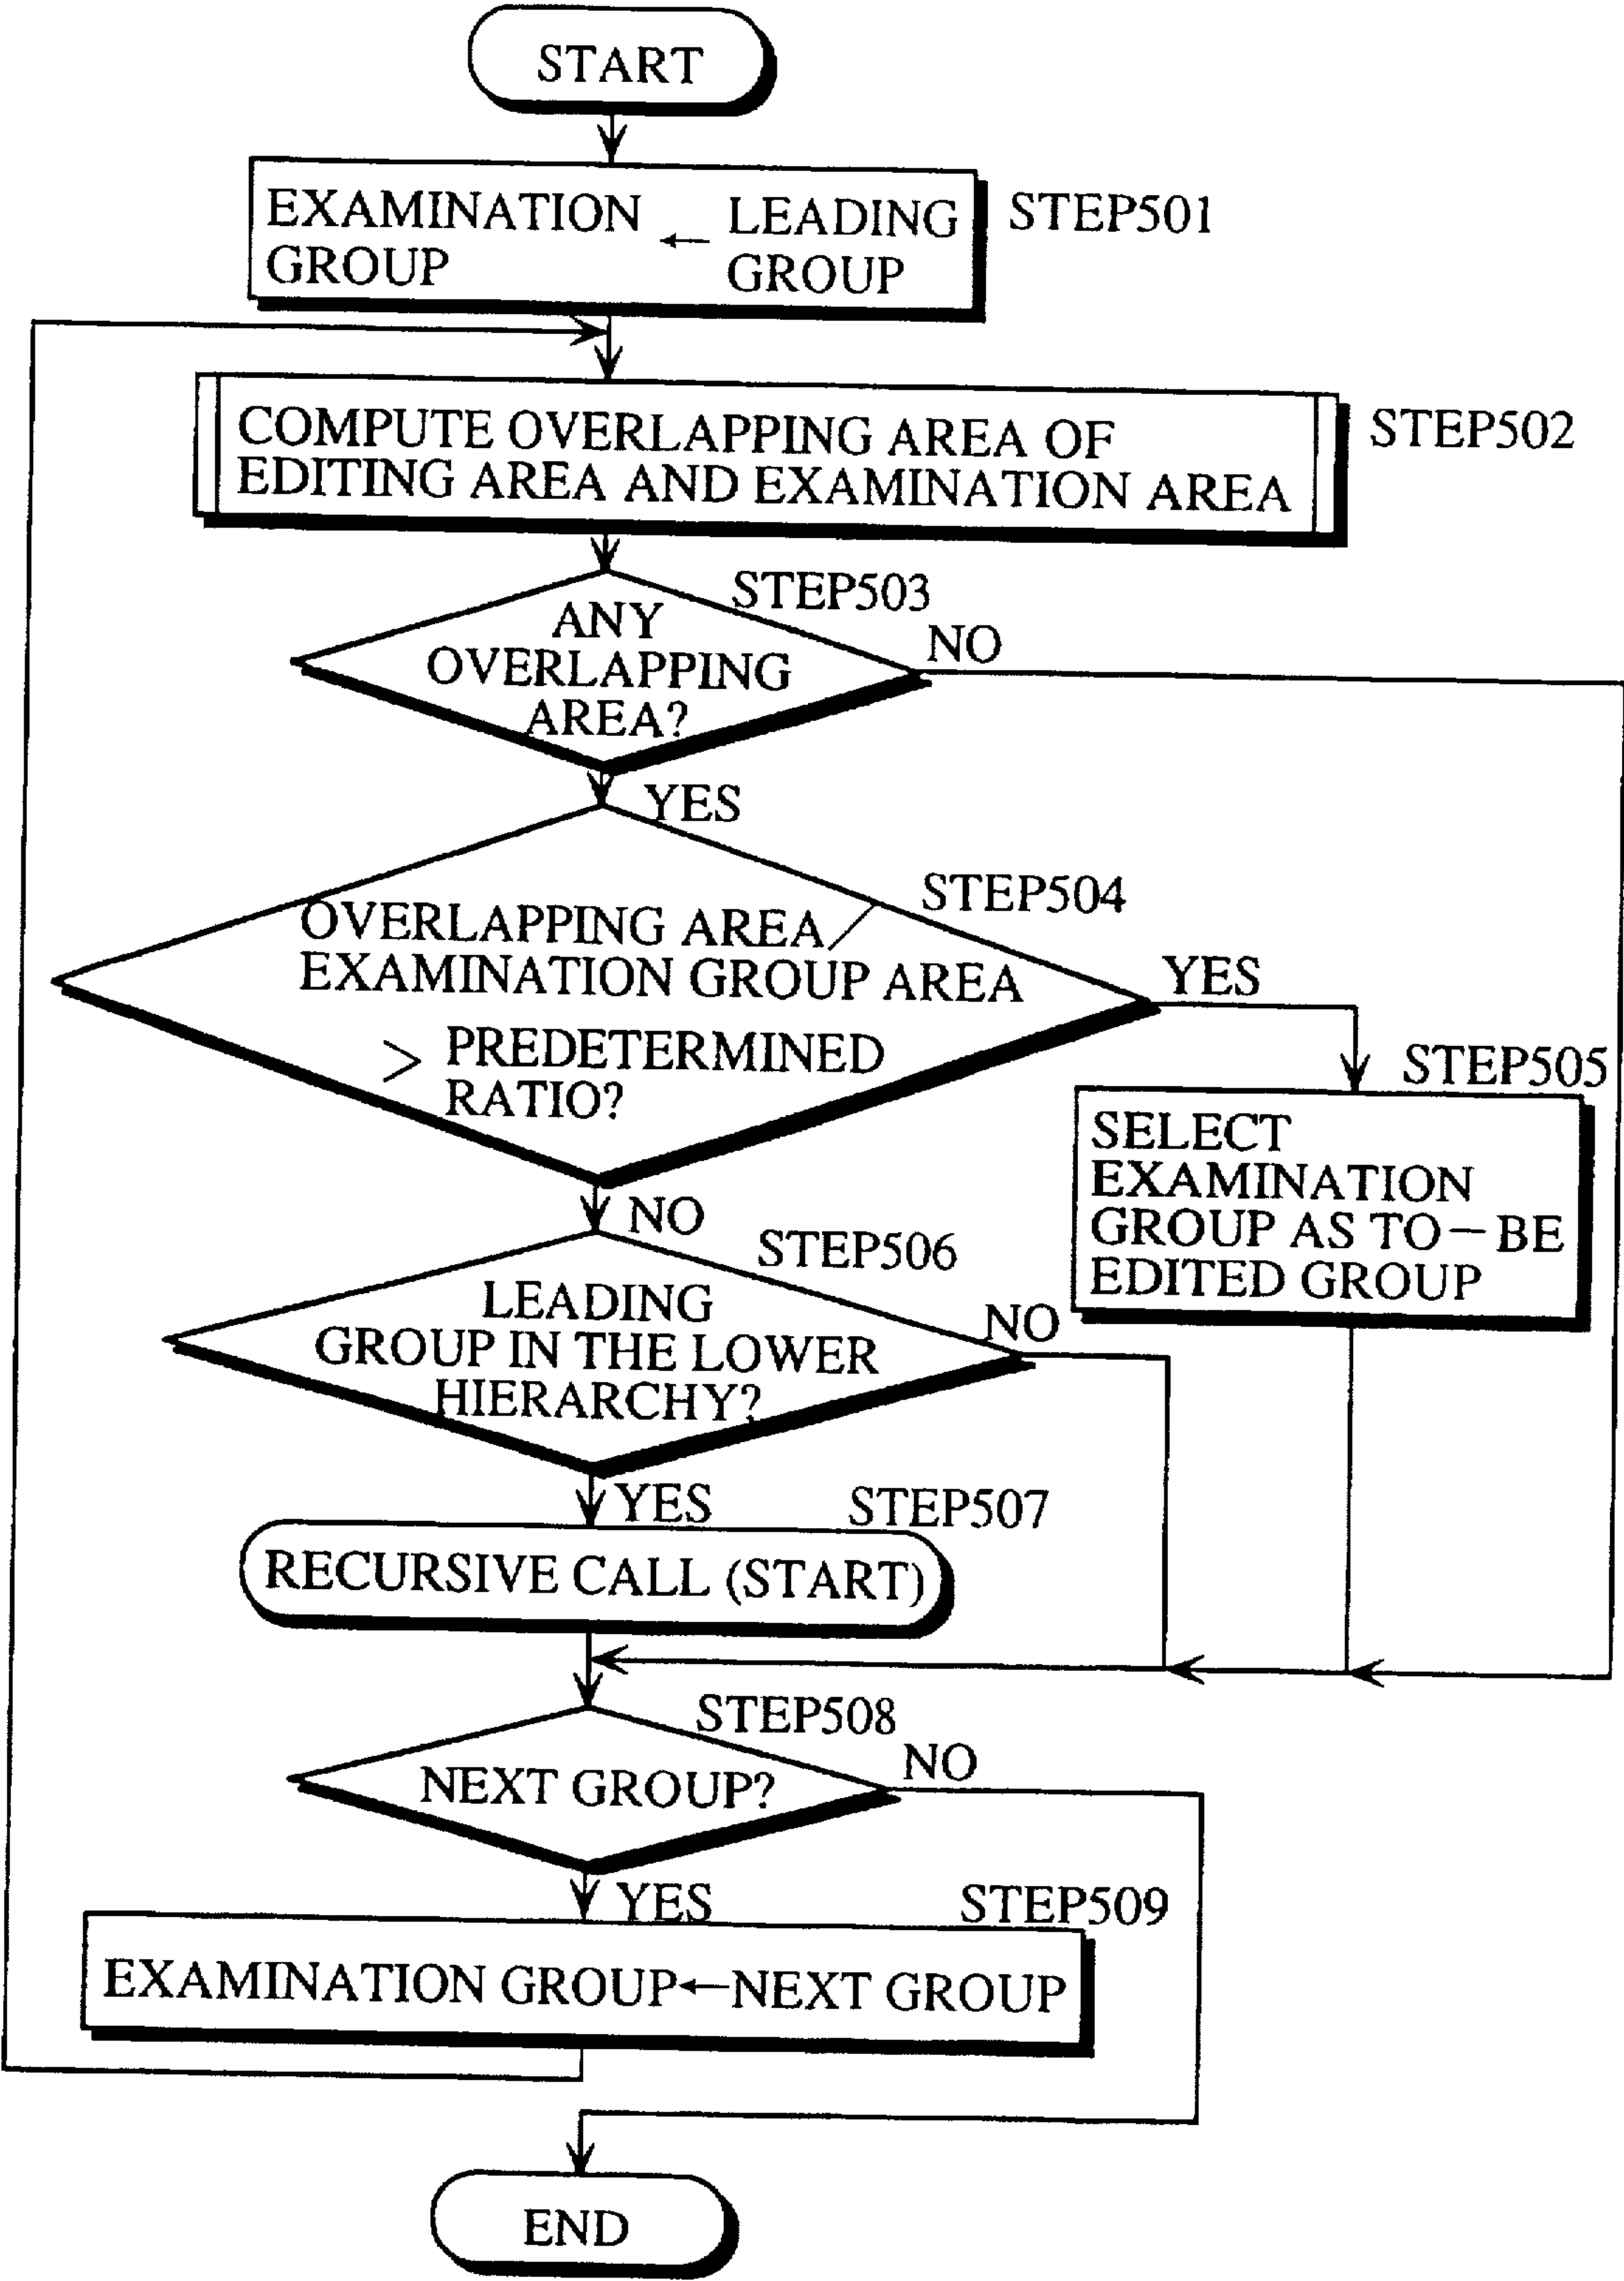 START
EXAMINATION GROUP ← LEADING GROUP
STEP501
COMPUTE OVERLAPPING AREA OF
EDITING AREA AND EXAMINATION AREA
STEP502
STEP503
ANY
OVERLAPPING
AREA?
NO
YES
STEP504
OVERLAPPING AREA/
EXAMINATION GROUP AREA
> PREDETERMINED
RATIO?
YES
STEP505
SELECT
EXAMINATION
GROUP AS TO-BE
EDITED GROUP
NO
STEP506
LEADING
GROUP IN THE LOWER
HIERARCHY?
NO
YES
STEP507
RECURSIVE CALL (START)
STEP508
NEXT GROUP?
NO
YES
STEP509
EXAMINATION GROUP←NEXT GROUP
END